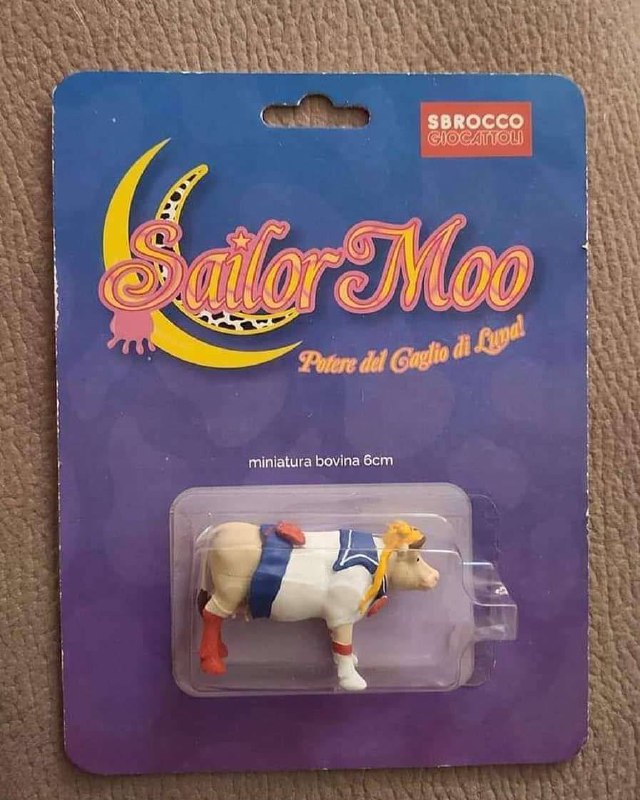 SBROCCO
GIOCATTOLI
Sailor Moo
Potere del Caglio di Luna!
miniatura bovina 6cm